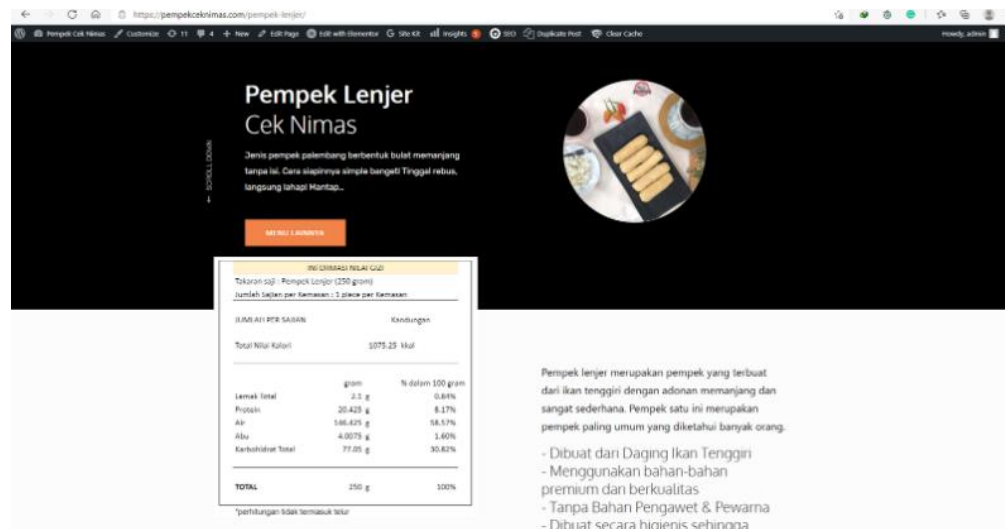 https://pempekceknimas.com/pempek-lenjer/
Pempek Cek Nimas Customize 11 4 New Edit Page Edit with Elementor Site Kit Insights SEO Duplicate Post Clear Cache Howdy, admin
Pempek Lenjer
Cek Nimas
SCROLL DOWN
Jenis pempek palembang berbentuk bulat memanjang
tanpa isi. Cara siapinnya simple banget! Tinggal rebus,
langsung lahap! Mantap...
MENU LAINNYA
INFORMASI NILAI GIZI
Takaran saji : Pempek Lenjer (250 gram)
Jumlah Sajian per Kemasan : 1 piece per Kemasan
JUMLAH PER SAJIAN Kandungan
Total Nilai Kalori 1075.25 kkal
gram % dalam 100 gram
Lemak Total 2.1 g 0.84%
Protein 20.425 g 8.17%
Air 146.425 g 58.57%
Abu 4.0075 g 1.60%
Karbohidrat Total 77.05 g 30.82%
TOTAL 250 g 100%
*perhitungan tidak termasuk telur
Pempek lenjer merupakan pempek yang terbuat
dari ikan tenggiri dengan adonan memanjang dan
sangat sederhana. Pempek satu ini merupakan
pempek paling umum yang diketahui banyak orang.
- Dibuat dari Daging Ikan Tenggiri
- Menggunakan bahan-bahan
premium dan berkualitas
- Tanpa Bahan Pengawet & Pewarna
- Dibuat secara higienis sehingga